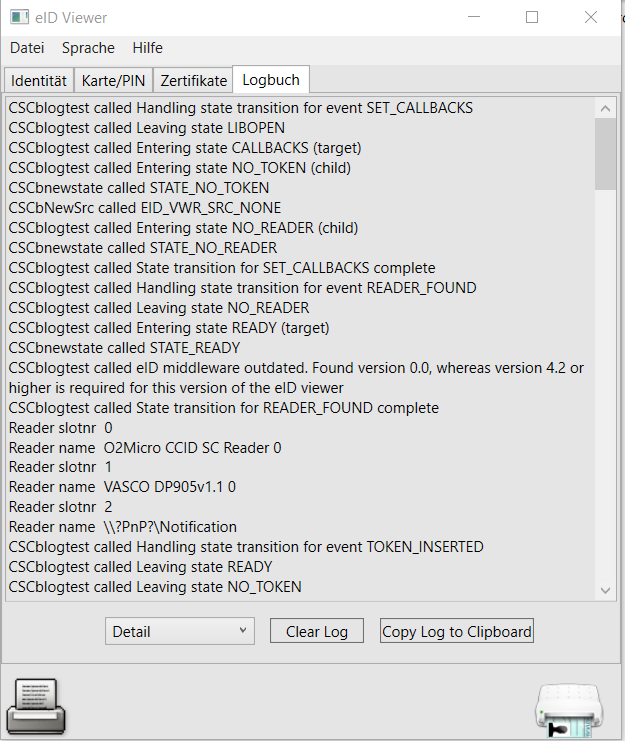 eID Viewer
Datei Sprache Hilfe
Identität Karte/PIN Zertifikate Logbuch
CSCblogtest called Handling state transition for event SET_CALLBACKS
CSCblogtest called Leaving state LIBOPEN
CSCblogtest called Entering state CALLBACKS (target)
CSCblogtest called Entering state NO_TOKEN (child)
CSCbnewstate called STATE_NO_TOKEN
CSCbNewSrc called EID_VWR_SRC_NONE
CSCblogtest called Entering state NO_READER (child)
CSCbnewstate called STATE_NO_READER
CSCblogtest called State transition for SET_CALLBACKS complete
CSCblogtest called Handling state transition for event READER_FOUND
CSCblogtest called Leaving state NO_READER
CSCblogtest called Entering state READY (target)
CSCbnewstate called STATE_READY
CSCblogtest called eID middleware outdated. Found version 0.0, whereas version 4.2 or
higher is required for this version of the eID viewer
CSCblogtest called State transition for READER_FOUND complete
Reader slotnr 0
Reader name O2Micro CCID SC Reader 0
Reader slotnr 1
Reader name VASCO DP905v1.1 0
Reader slotnr 2
Reader name \\?PnP?\Notification
CSCblogtest called Handling state transition for event TOKEN_INSERTED
CSCblogtest called Leaving state READY
CSCblogtest called Leaving state NO_TOKEN
Detail Clear Log Copy Log to Clipboard